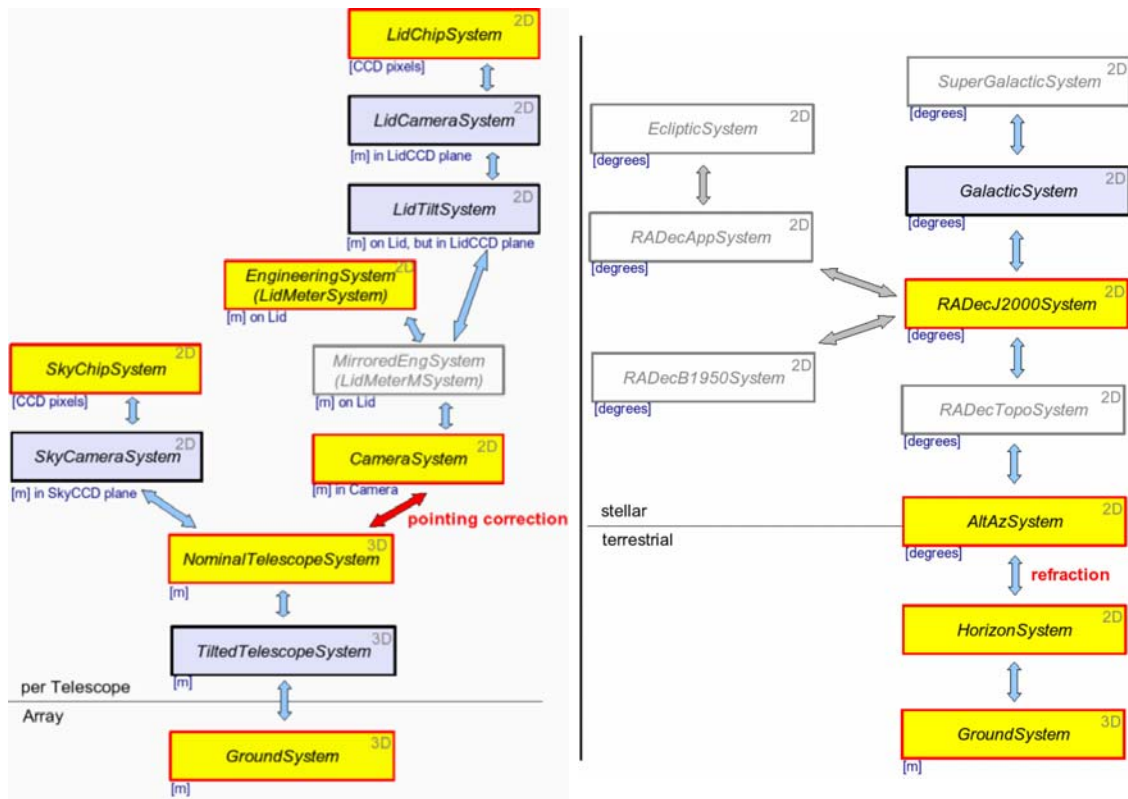 LidChipSystem
2D
[CCD pixels]
LidCameraSystem
2D
[m] in LidCCD plane
LidTiltSystem
2D
[m] on Lid, but in LidCCD plane
EngineeringSystem
2D
(LidMeterSystem)
[m] on Lid
SkyChipSystem
2D
[CCD pixels]
MirroredEngSystem
2D
(LidMeterMSystem)
[m] on Lid
SkyCameraSystem
2D
[m] in SkyCCD plane
CameraSystem
2D
[m] in Camera
pointing correction
NominalTelescopeSystem
3D
[m]
TiltedTelescopeSystem
3D
[m]
per Telescope
Array
GroundSystem
3D
[m]
SuperGalacticSystem
2D
[degrees]
EclipticSystem
2D
[degrees]
GalacticSystem
2D
[degrees]
RADecAppSystem
2D
[degrees]
RADecJ2000System
2D
[degrees]
RADecB1950System
2D
[degrees]
RADecTopoSystem
2D
[degrees]
stellar
terrestrial
AltAzSystem
2D
[degrees]
refraction
HorizonSystem
2D
GroundSystem
3D
[m]